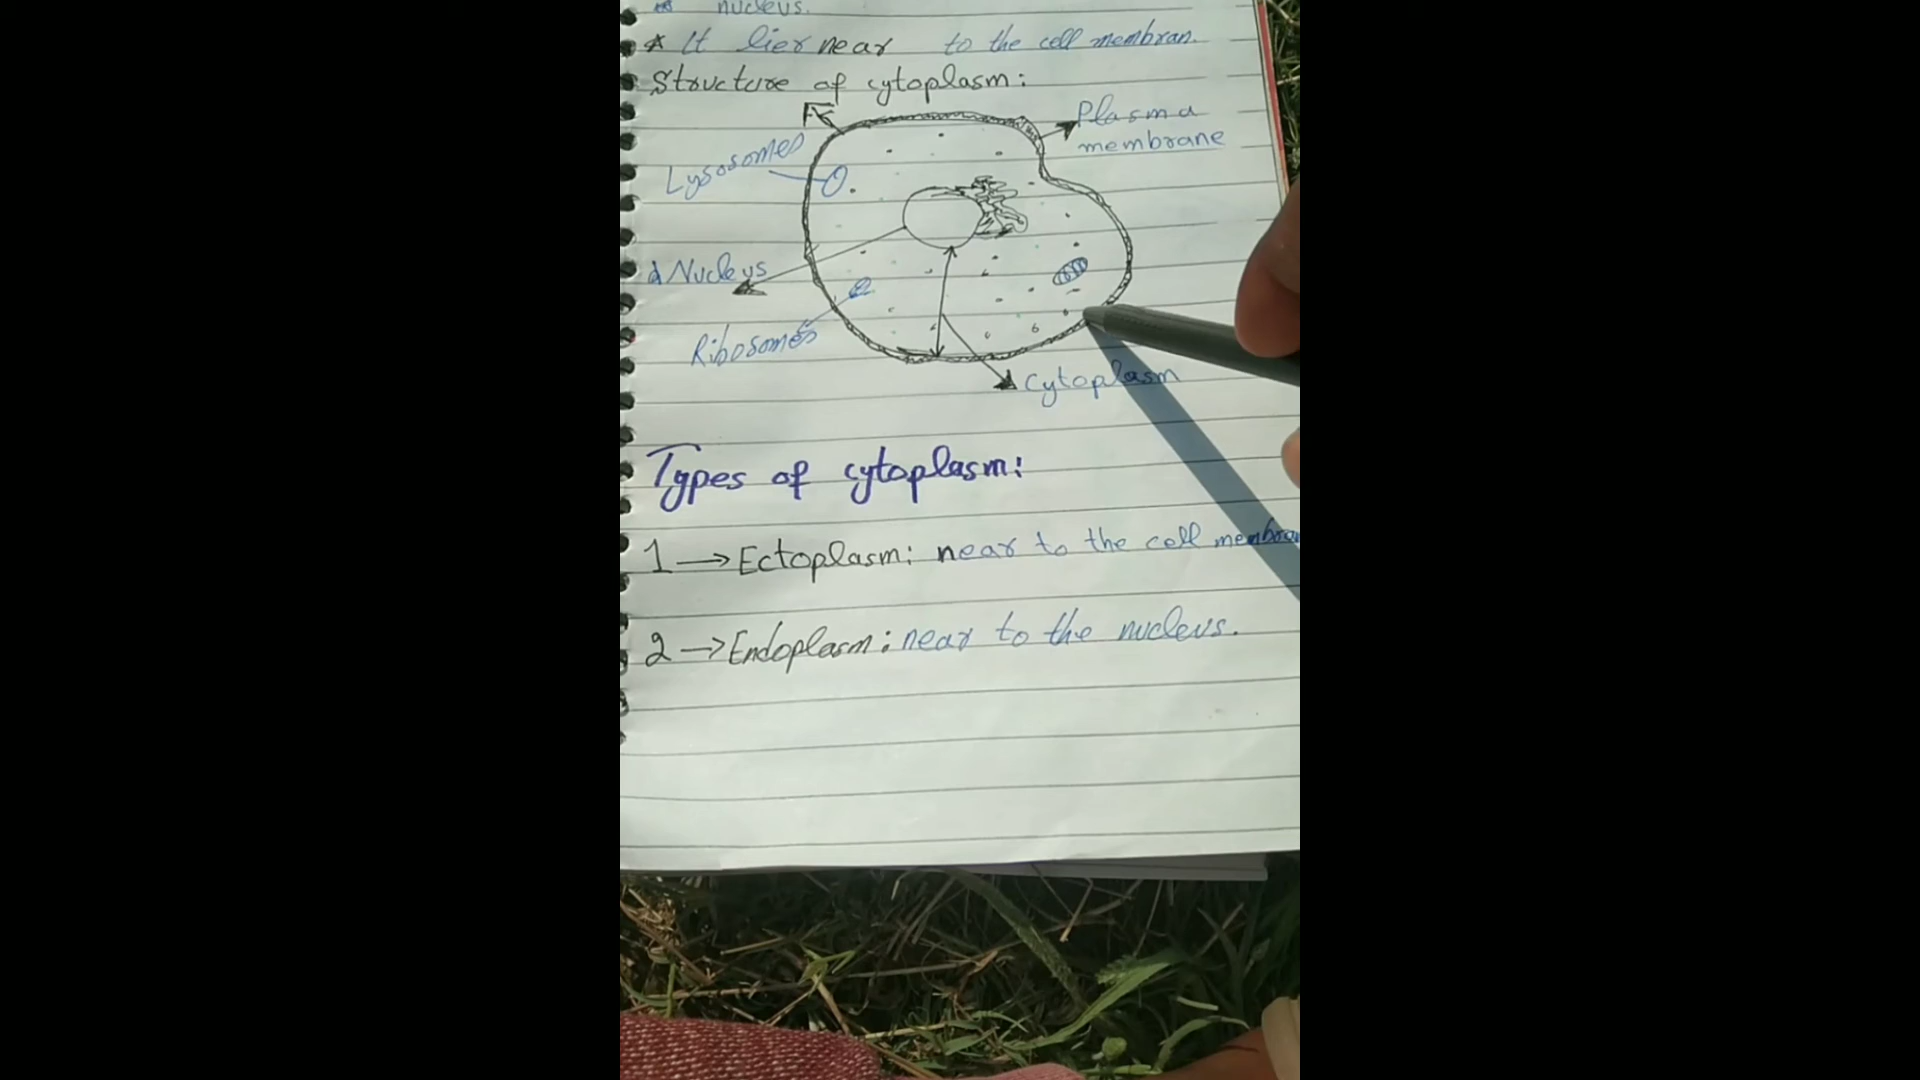 nucleus.
* It lier near to the cell membran.
Structure of cytoplasm:
Plasma
membrane
Lysosomes
Nucleus
Ribosomes
Cytoplasm
Types of cytoplasm:
1 → Ectoplasm: near to the cell membran
2 → Endoplasm: near to the nucleus.